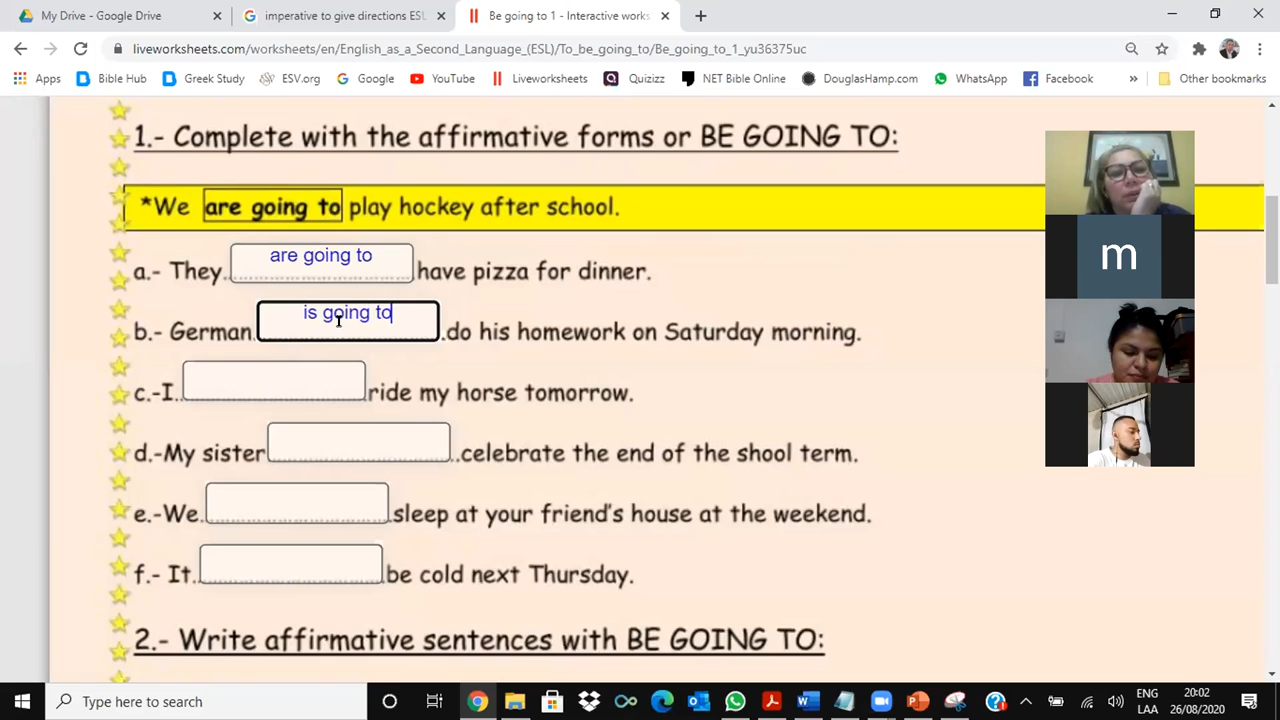 My Drive - Google Drive
imperative to give directions ESL
Be going to 1 - Interactive works
liveworksheets.com/worksheets/en/English_as_a_Second_Language_(ESL)/To_be_going_to/Be_going_to_1_yu36375uc
Apps Bible Hub Greek Study ESV.org Google YouTube Liveworksheets Quizizz NET Bible Online DouglasHamp.com WhatsApp Facebook » Other bookmarks
1.- Complete with the affirmative forms or BE GOING TO:
*We are going to play hockey after school.
a.- They are going to have pizza for dinner.
b.- German is going to do his homework on Saturday morning.
c.-I ride my horse tomorrow.
d.-My sister celebrate the end of the shool term.
e.-We sleep at your friend's house at the weekend.
f.- It be cold next Thursday.
2.- Write affirmative sentences with BE GOING TO:
m
Type here to search
ENG
LAA
20:02
26/08/2020